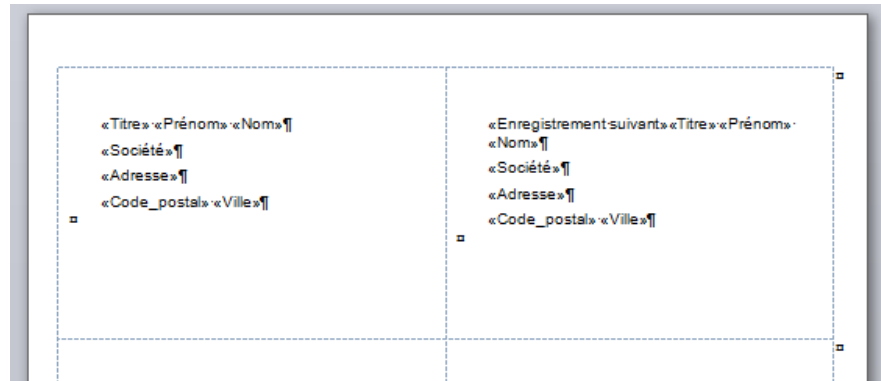 «Titre»·«Prénom»·«Nom»¶
«Société»¶
«Adresse»¶
«Code_postal»·«Ville»¶
¤
«Enregistrement·suivant»«Titre»·«Prénom»·
«Nom»¶
«Société»¶
«Adresse»¶
«Code_postal»·«Ville»¶
¤
¤
¤